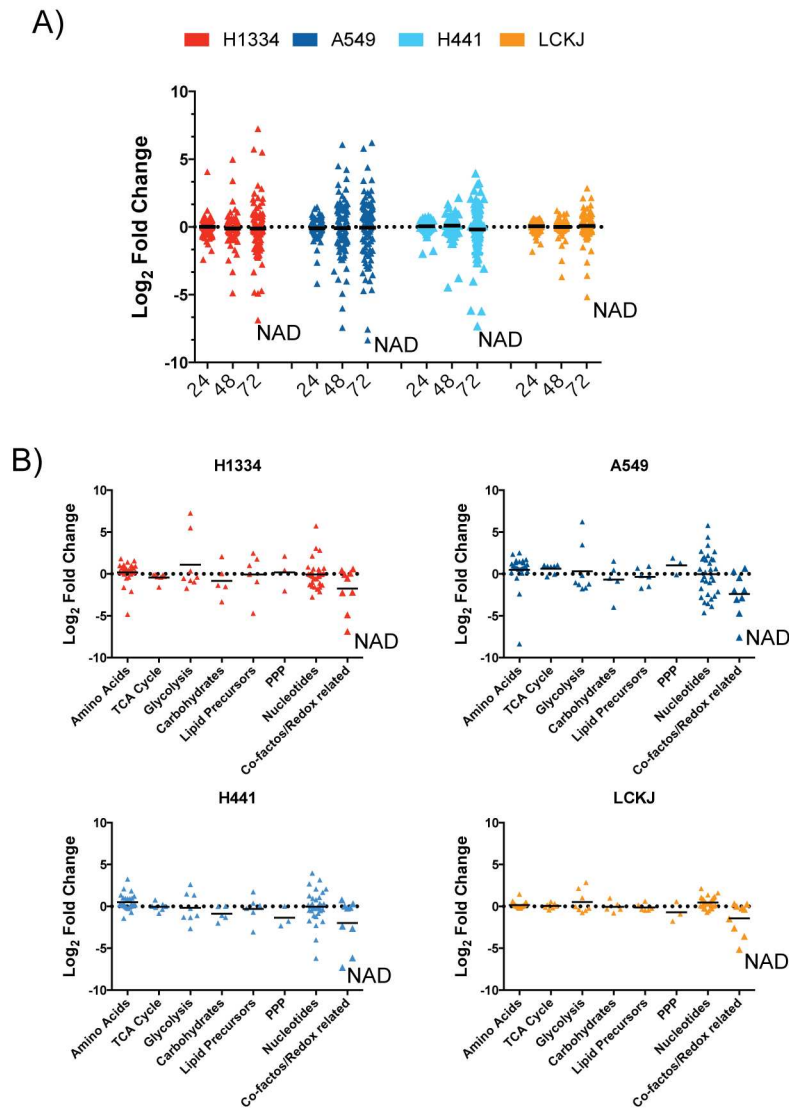 A)
H1334 A549 H441 LCKJ
Log2 Fold Change
10
5
0
-5
-10
NAD
NAD
NAD
NAD
24 48 72 24 48 72 24 48 72 24 48 72
B)
H1334
Log2 Fold Change
10
5
0
-5
-10
NAD
Amino Acids
TCA Cycle
Glycolysis
Carbohydrates
Lipid Precursors
PPP
Nucleotides
Co-factos/Redox related
A549
Log2 Fold Change
10
5
0
-5
-10
NAD
Amino Acids
TCA Cycle
Glycolysis
Carbohydrates
Lipid Precursors
PPP
Nucleotides
Co-factos/Redox related
H441
Log2 Fold Change
10
5
0
-5
-10
NAD
Amino Acids
TCA Cycle
Glycolysis
Carbohydrates
Lipid Precursors
PPP
Nucleotides
Co-factos/Redox related
LCKJ
Log2 Fold Change
10
5
0
-5
-10
NAD
Amino Acids
TCA Cycle
Glycolysis
Carbohydrates
Lipid Precursors
PPP
Nucleotides
Co-factos/Redox related